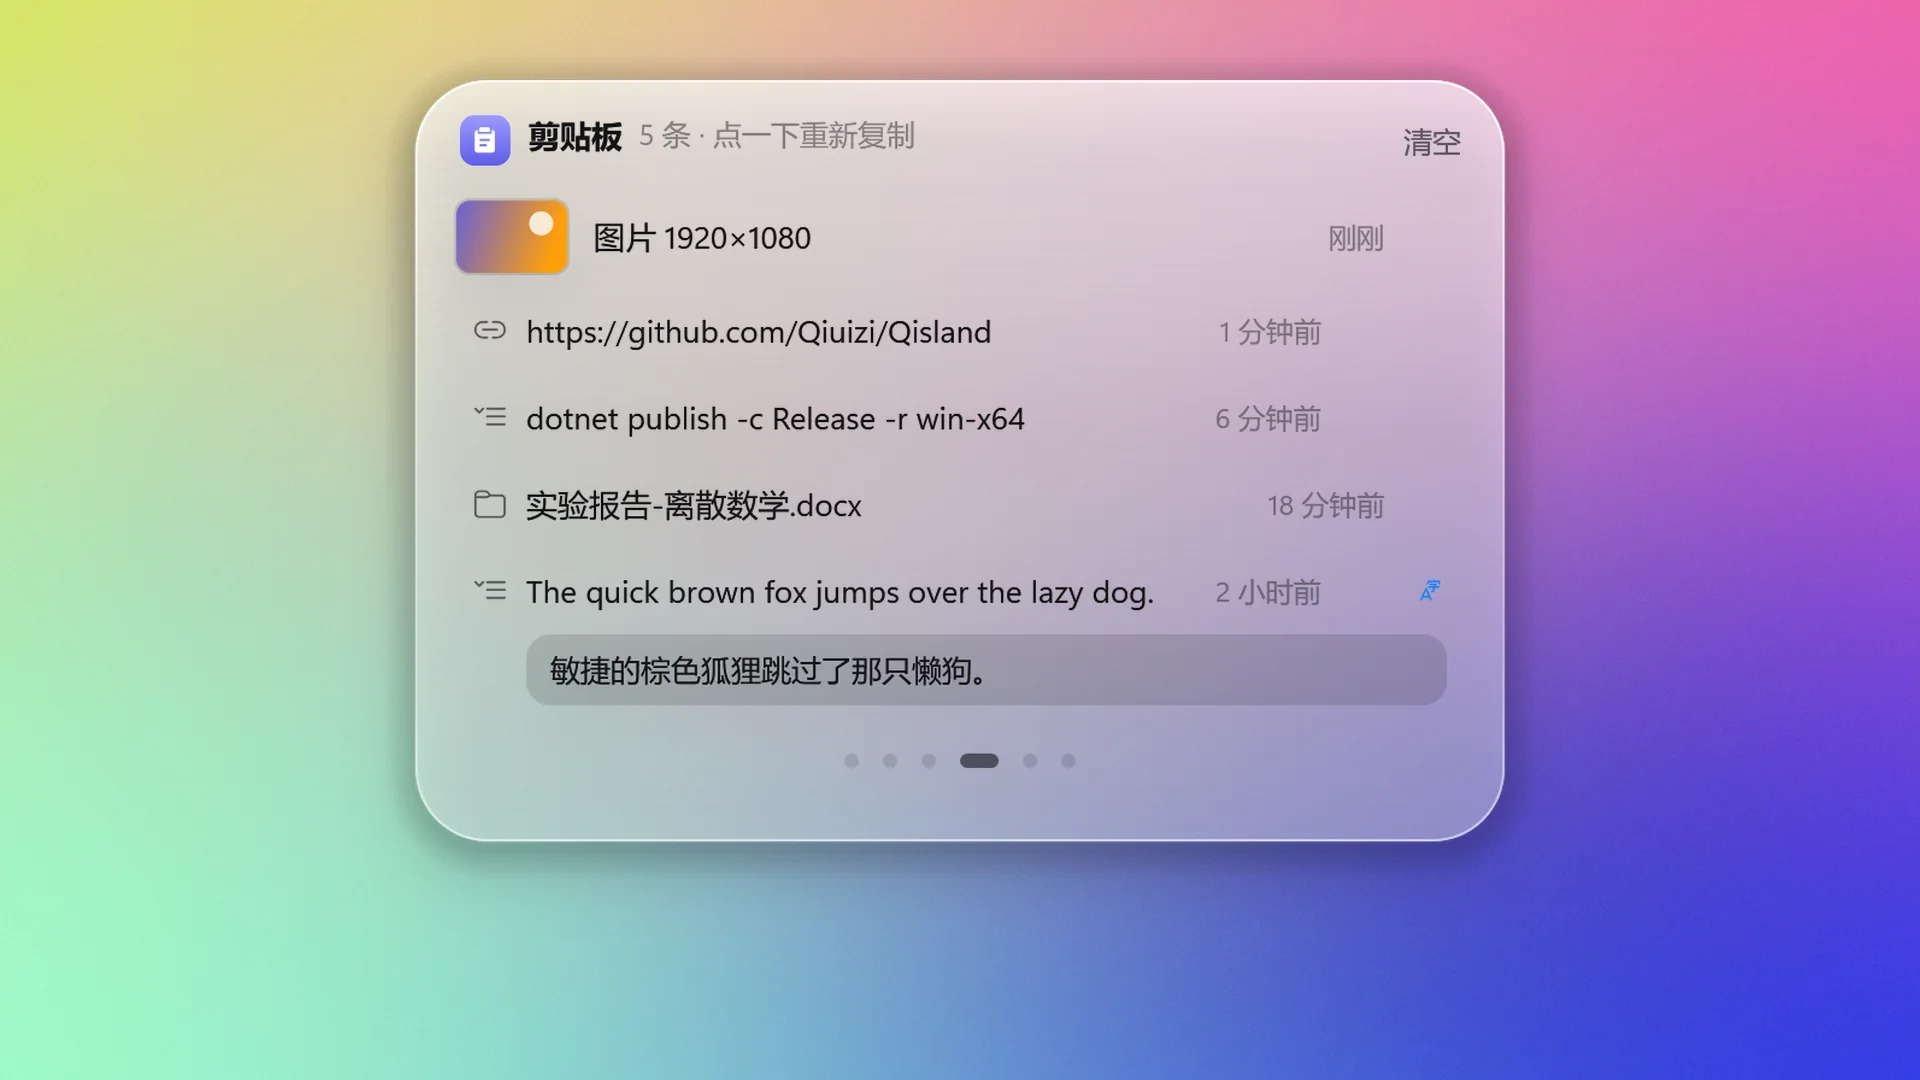 剪贴板 5 条 · 点一下重新复制 清空
图片 1920×1080 刚刚
https://github.com/Qiuizi/Qisland 1 分钟前
dotnet publish -c Release -r win-x64 6 分钟前
实验报告-离散数学.docx 18 分钟前
The quick brown fox jumps over the lazy dog. 2 小时前
敏捷的棕色狐狸跳过了那只懒狗。